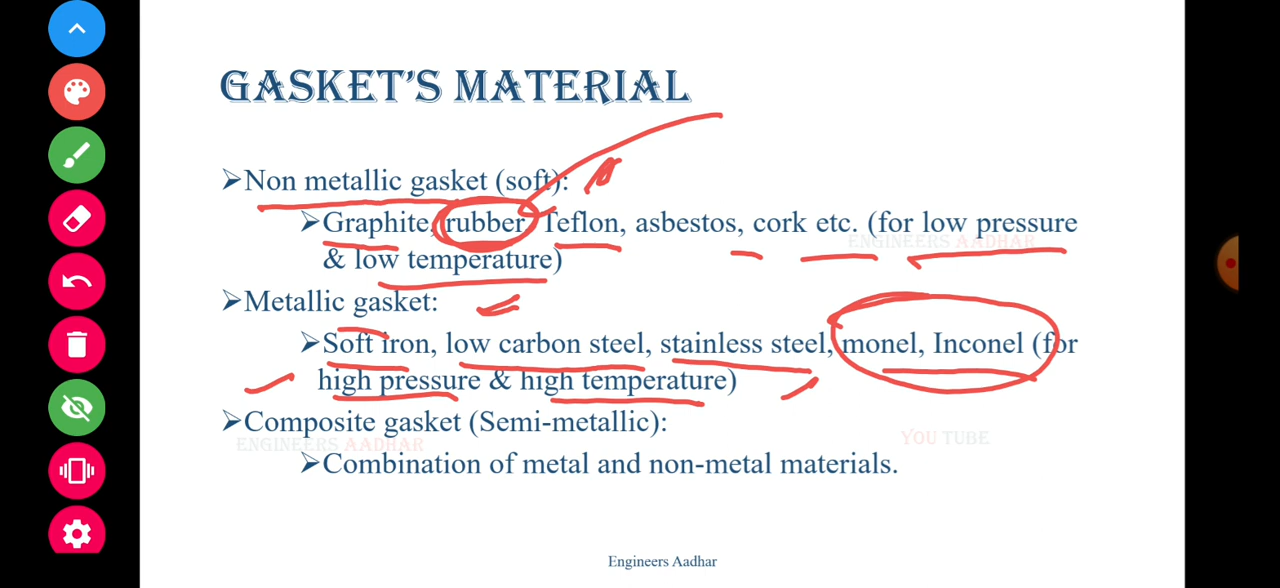 GASKET'S MATERIAL
➢Non metallic gasket (soft):
➢Graphite, rubber, Teflon, asbestos, cork etc. (for low pressure
ENGINEERS AADHAR
& low temperature)
➢Metallic gasket:
➢Soft iron, low carbon steel, stainless steel, monel, Inconel (for
high pressure & high temperature)
➢Composite gasket (Semi-metallic):
ENGINEERS AADHAR
YOU TUBE
➢Combination of metal and non-metal materials.
Engineers Aadhar